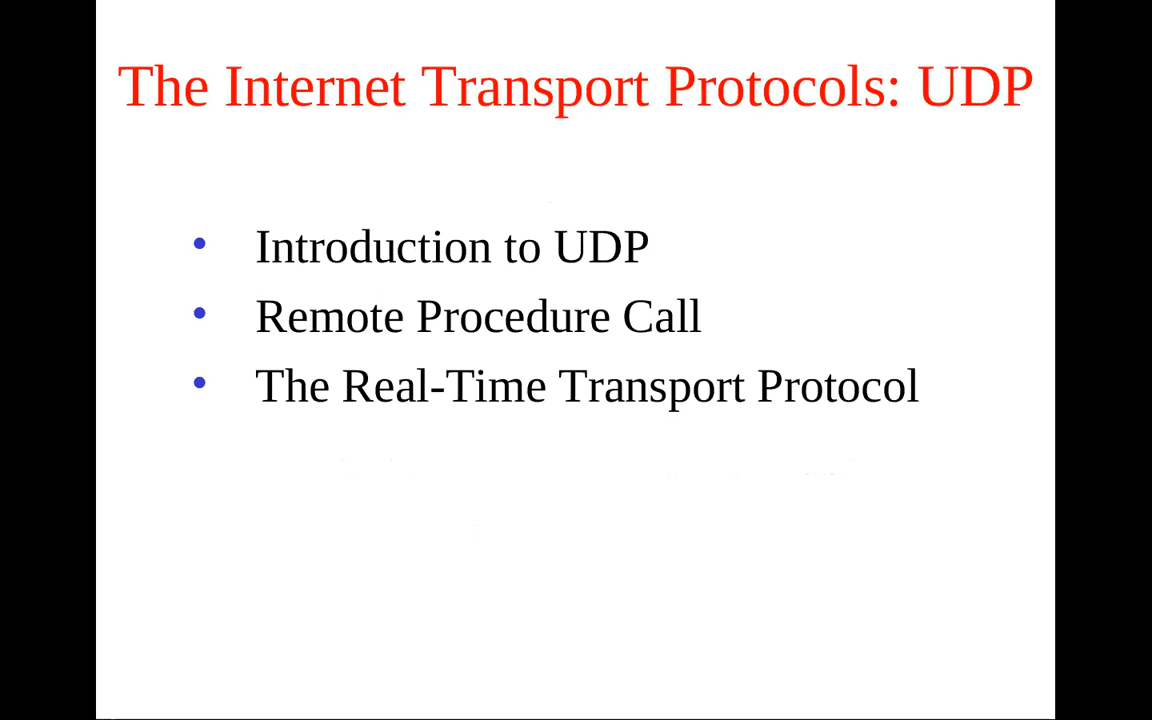 The Internet Transport Protocols: UDP
• Introduction to UDP
• Remote Procedure Call
• The Real-Time Transport Protocol